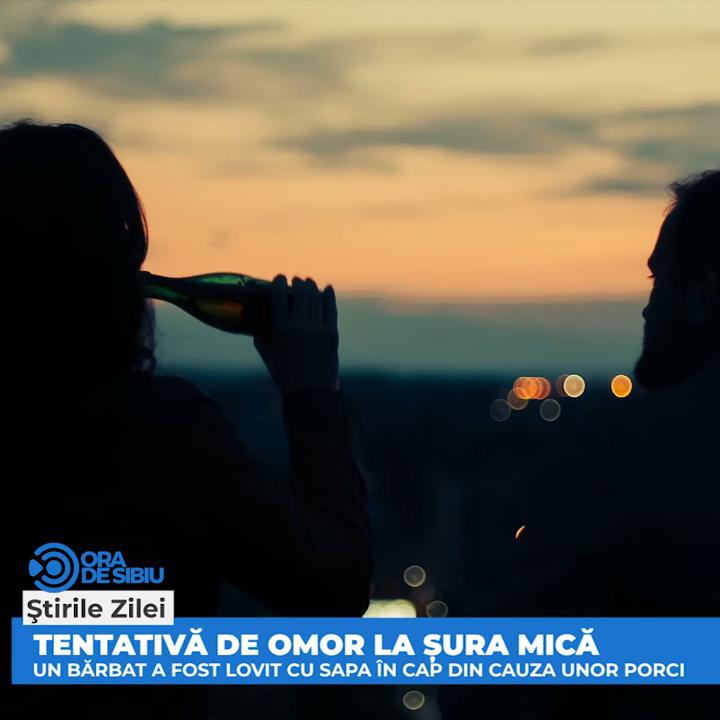 ORA
DE SIBIU
Ştirile Zilei
TENTATIVĂ DE OMOR LA ȘURA MICĂ
UN BĂRBAT A FOST LOVIT CU SAPA ÎN CAP DIN CAUZA UNOR PORCI